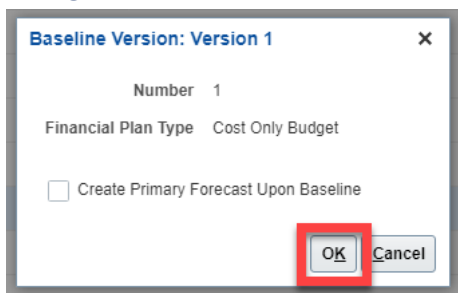 Baseline Version: Version 1
Number 1
Financial Plan Type Cost Only Budget
Create Primary Forecast Upon Baseline
OK Cancel